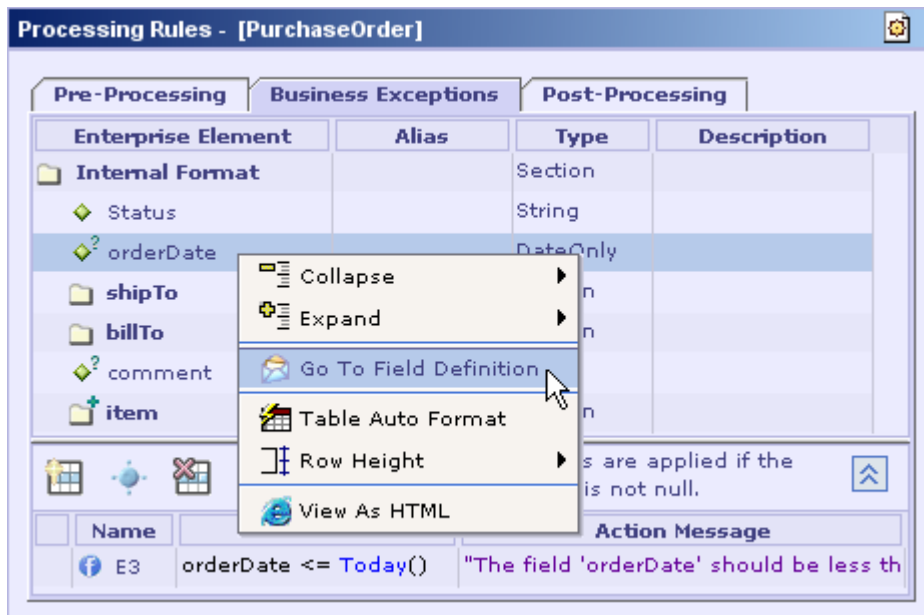 Processing Rules - [PurchaseOrder]
Pre-Processing Business Exceptions Post-Processing
Enterprise Element Alias Type Description
Internal Format Section
Status String
orderDate DateOnly
shipTo
billTo
comment
item
Collapse
Expand
Go To Field Definition
Table Auto Format
Row Height
View As HTML
are applied if the
is not null.
Name Action Message
E3 orderDate <= Today() "The field 'orderDate' should be less th